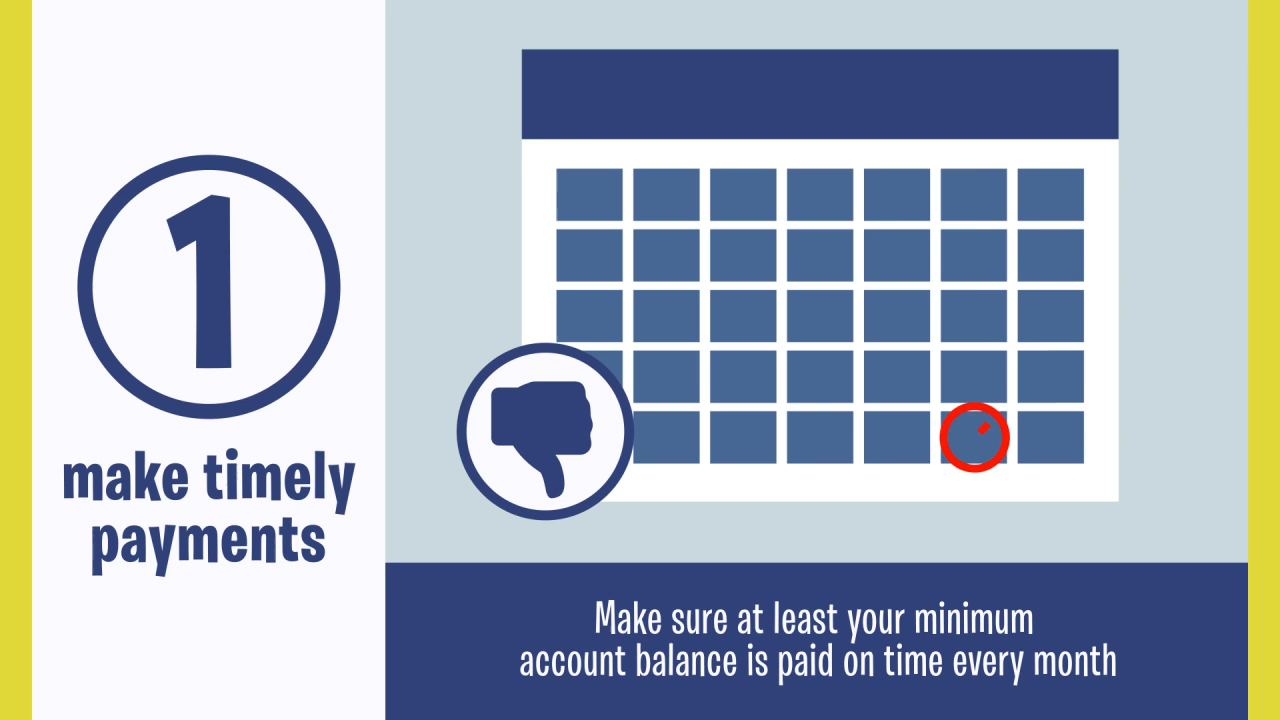 1
make timely
payments
Make sure at least your minimum
account balance is paid on time every month